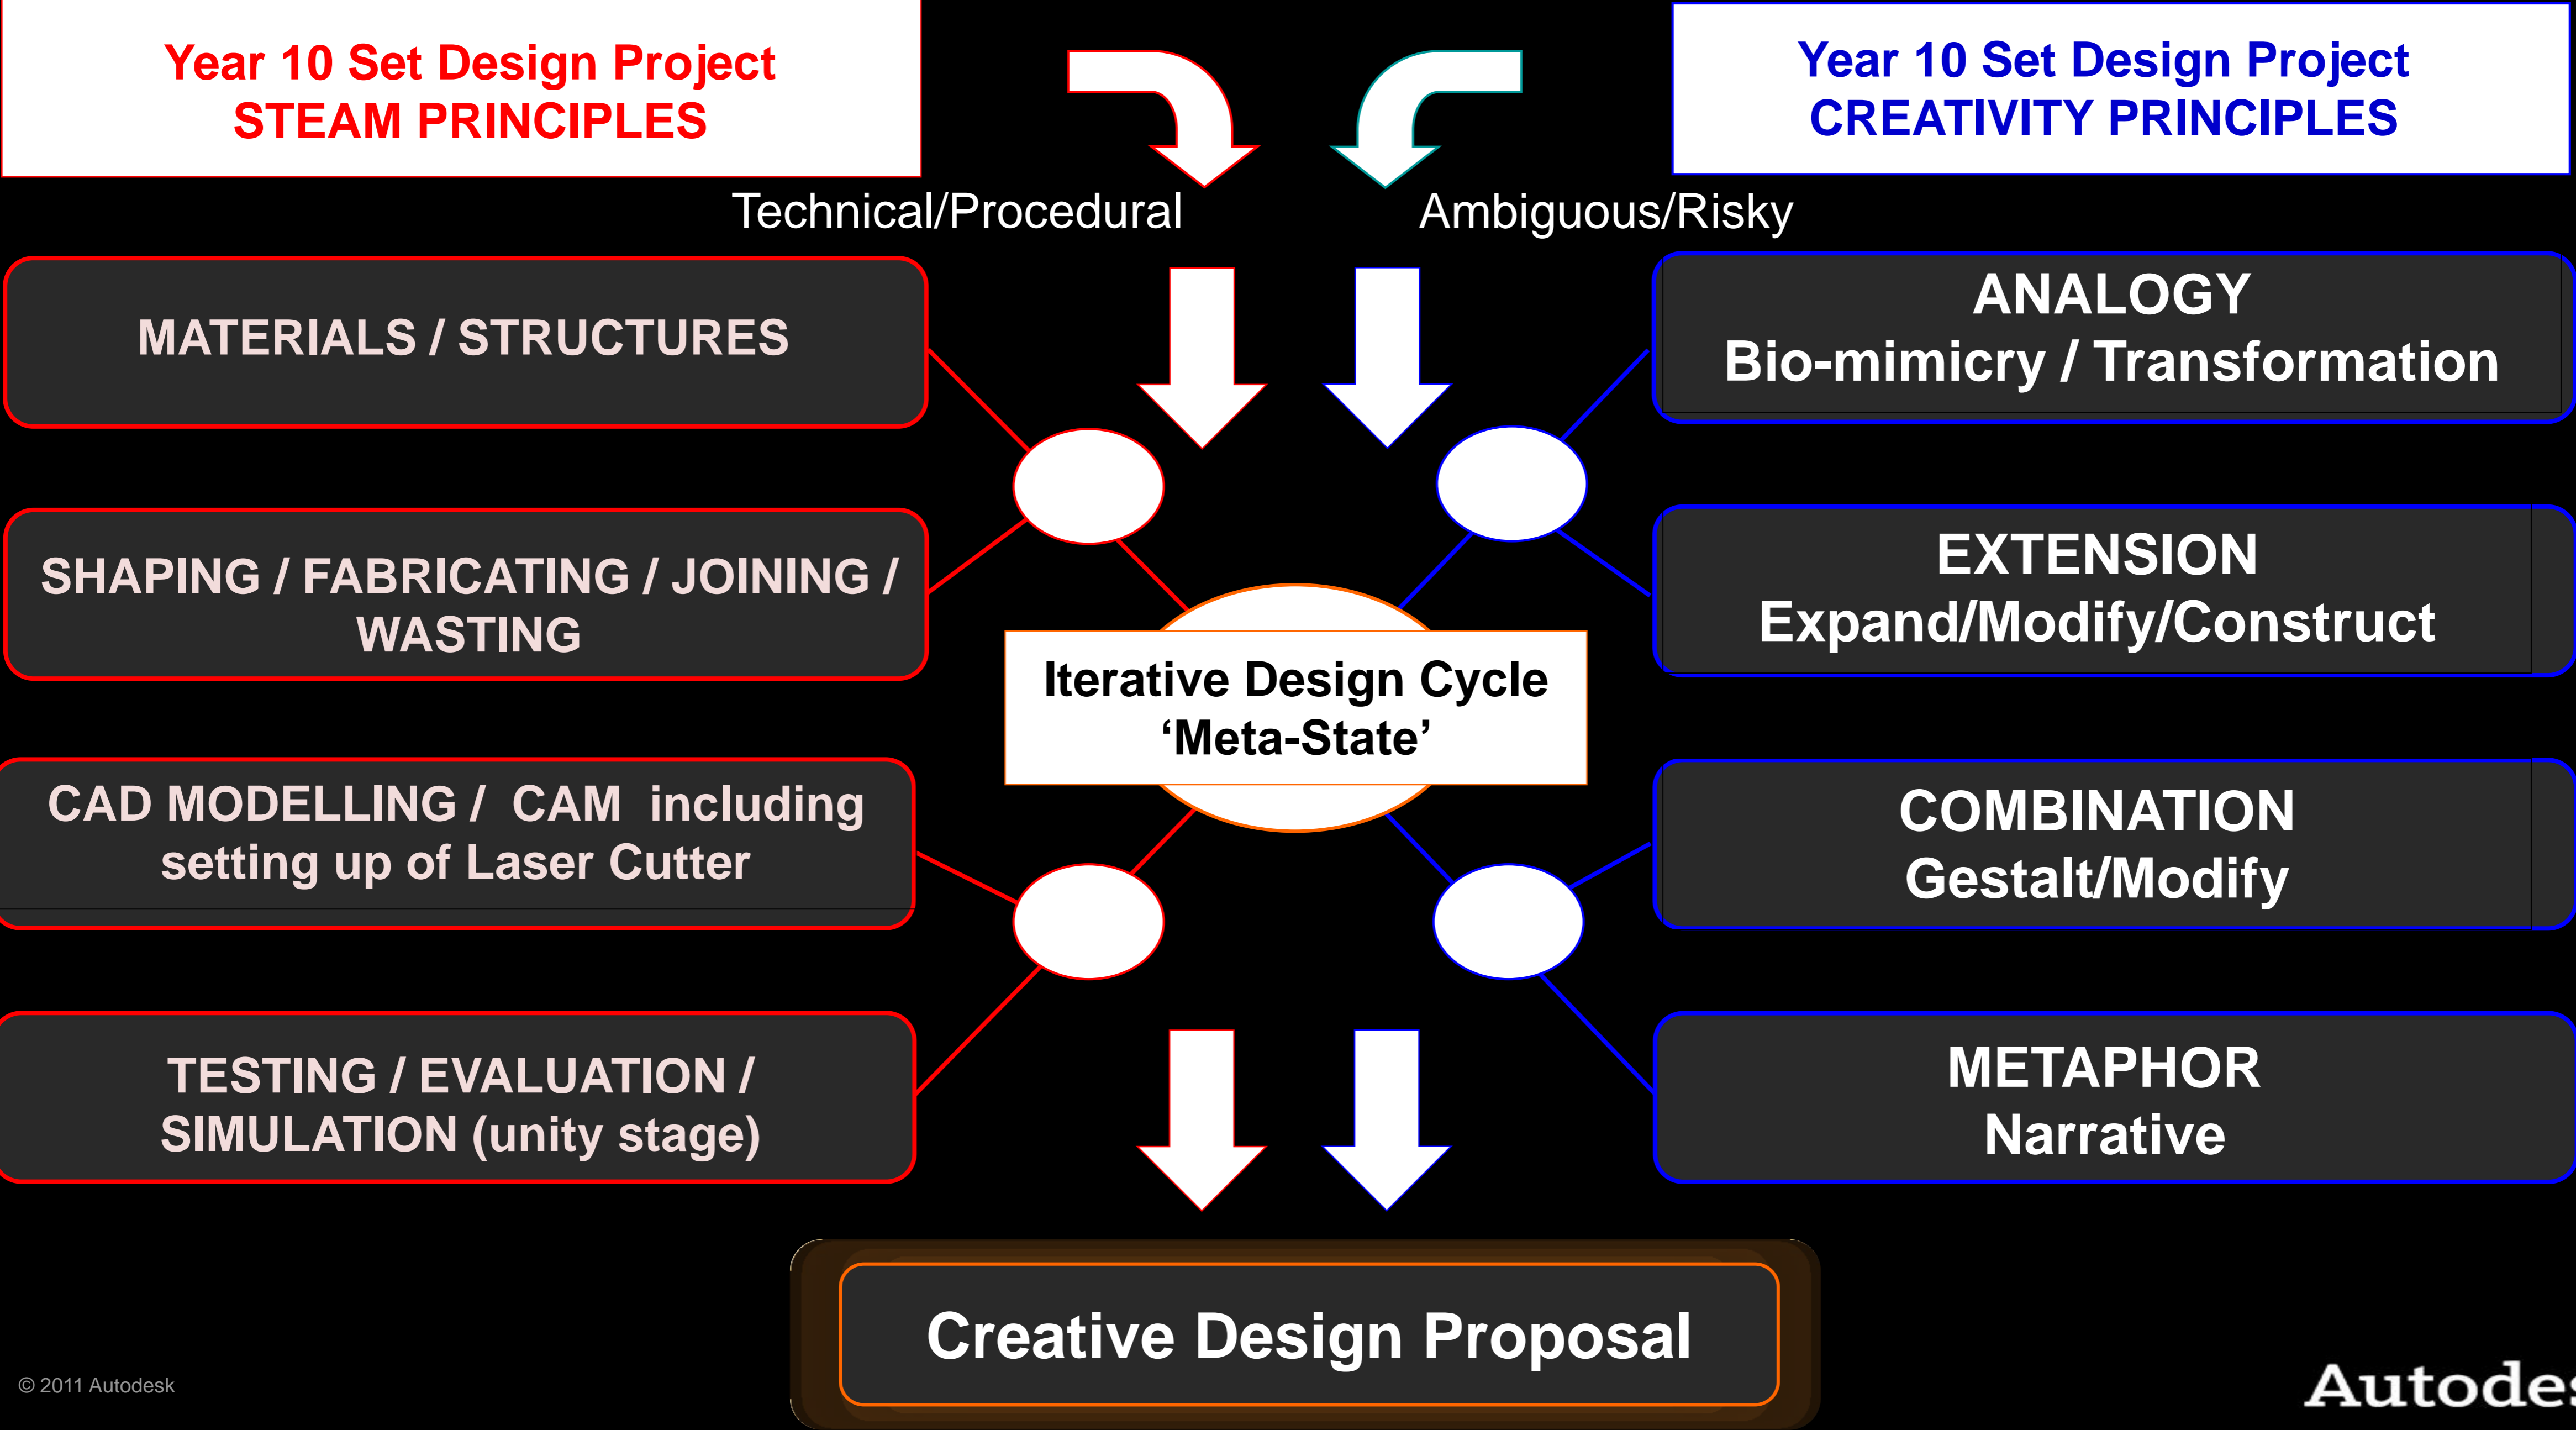 Year 10 Set Design Project
STEAM PRINCIPLES
Year 10 Set Design Project
CREATIVITY PRINCIPLES
Technical/Procedural
Ambiguous/Risky
MATERIALS / STRUCTURES
ANALOGY
Bio-mimicry / Transformation
SHAPING / FABRICATING / JOINING /
WASTING
EXTENSION
Expand/Modify/Construct
Iterative Design Cycle
‘Meta-State’
CAD MODELLING / CAM including
setting up of Laser Cutter
COMBINATION
Gestalt/Modify
TESTING / EVALUATION /
SIMULATION (unity stage)
METAPHOR
Narrative
Creative Design Proposal
© 2011 Autodesk
Autodes